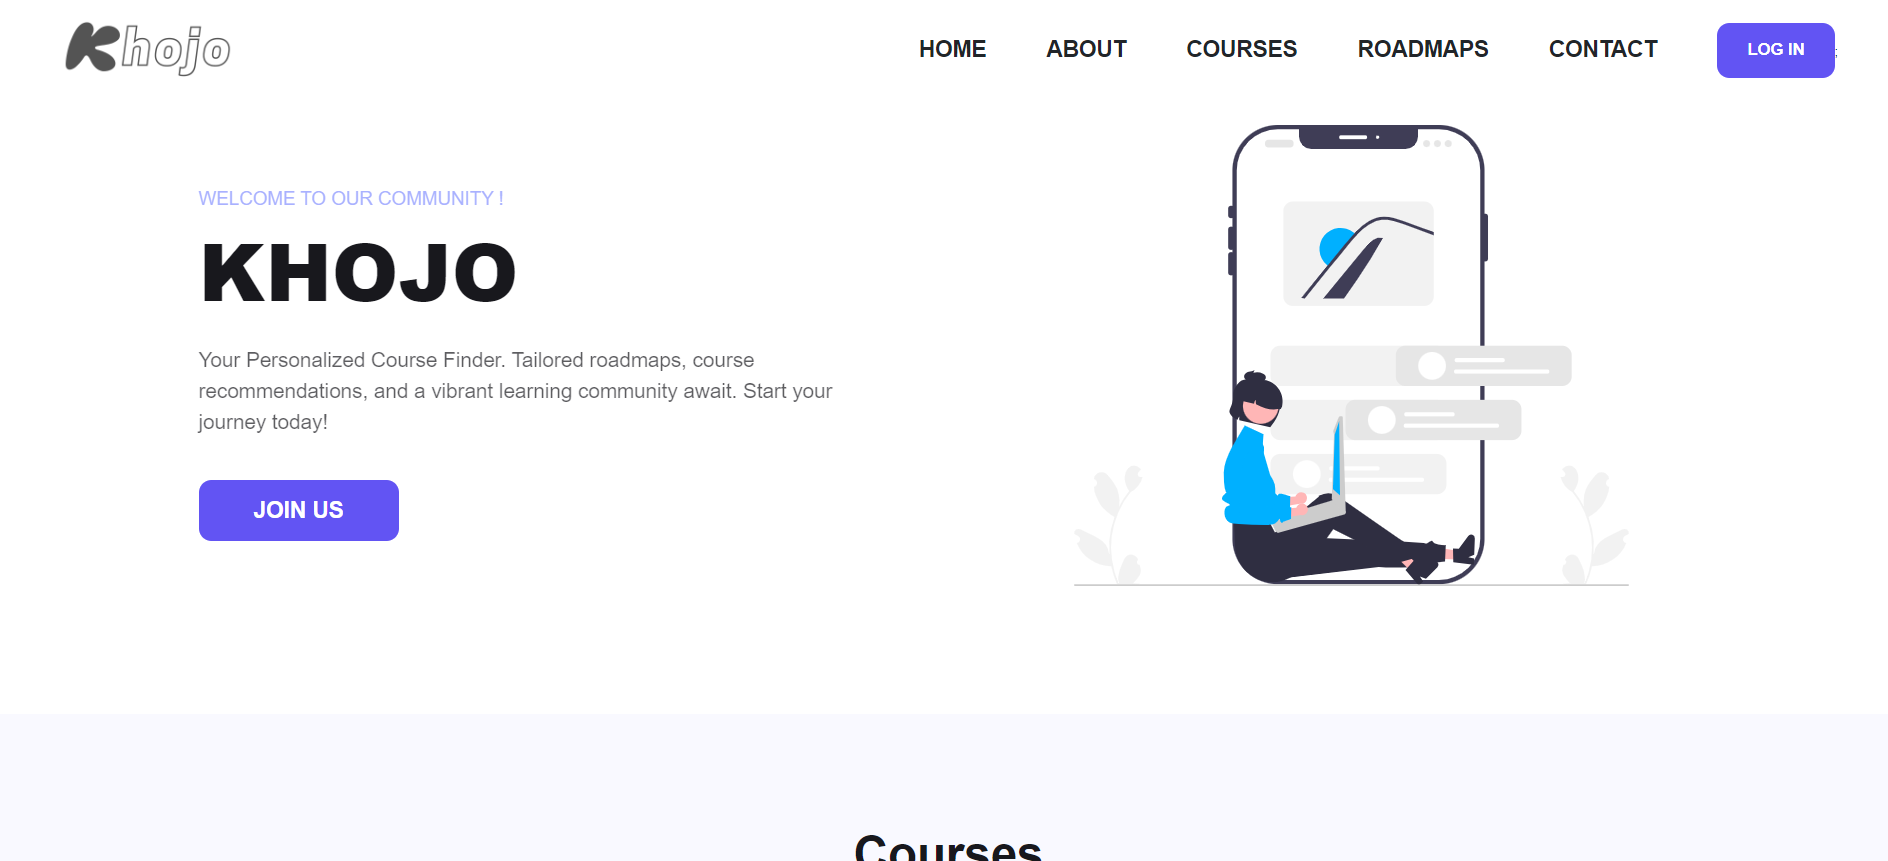 Khojo
HOME ABOUT COURSES ROADMAPS CONTACT LOG IN ;
WELCOME TO OUR COMMUNITY !
KHOJO
Your Personalized Course Finder. Tailored roadmaps, course
recommendations, and a vibrant learning community await. Start your
journey today!
JOIN US
Courses